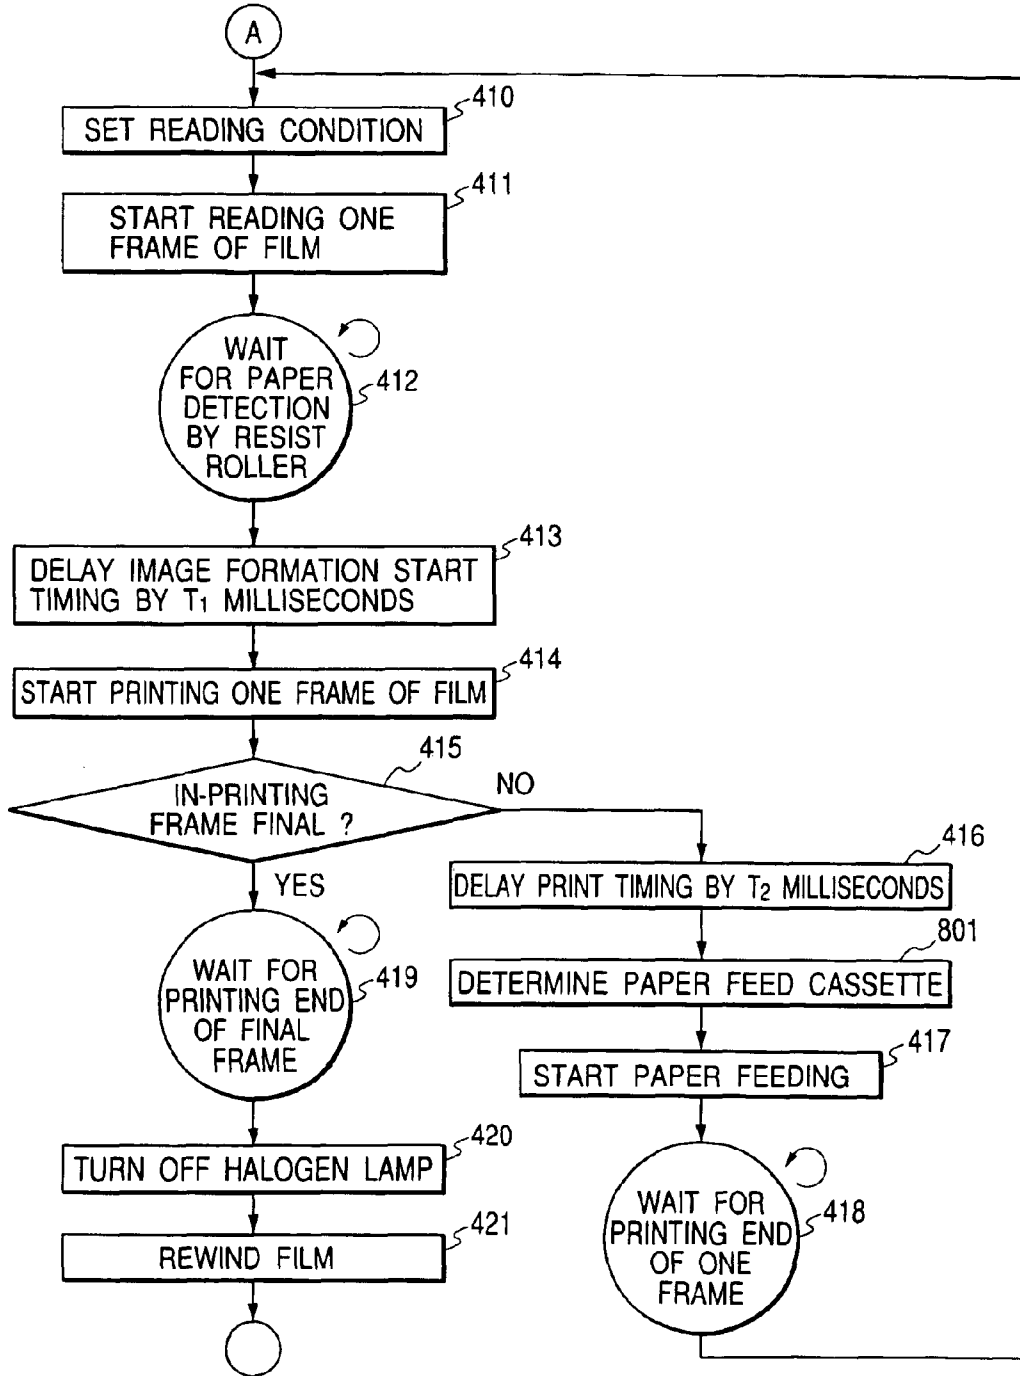 A
410
SET READING CONDITION
411
START READING ONE
FRAME OF FILM
WAIT
FOR PAPER
DETECTION
BY RESIST
ROLLER
412
413
DELAY IMAGE FORMATION START
TIMING BY T1 MILLISECONDS
414
START PRINTING ONE FRAME OF FILM
415
IN-PRINTING
FRAME FINAL ?
NO
YES
416
DELAY PRINT TIMING BY T2 MILLISECONDS
801
DETERMINE PAPER FEED CASSETTE
417
START PAPER FEEDING
WAIT FOR
PRINTING END
OF ONE
FRAME
418
WAIT FOR
PRINTING END
OF FINAL
FRAME
419
420
TURN OFF HALOGEN LAMP
421
REWIND FILM